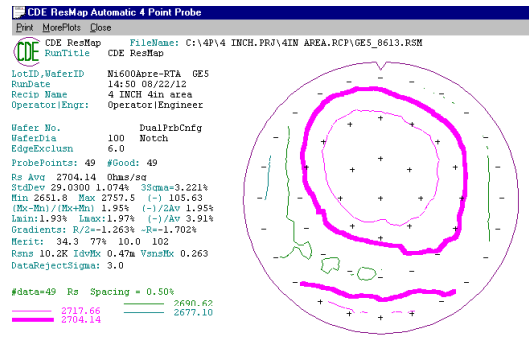 CDE ResMap Automatic 4 Point Probe
Print MorePlots Close
CDE CDE ResMap FileName: C:\4P\4 INCH.PRJ\4IN AREA.RCP\GE5_8613.RSM
RunTitle CDE ResMap
LotID,WaferID Ni600Apre-RTA GE5
RunDate 14:50 08/22/12
Recip Name 4 INCH 4in area
Operator|Engr: Operator|Engineer
Wafer No. DualPrbCnfg
WaferDia 100 Notch
EdgeExclusn 6.0
ProbePoints: 49 #Good: 49
Rs Avg 2704.14 Ohms/sq
StdDev 29.0300 1.074% 3Sgma=3.221%
Min 2651.8 Max 2757.5 (-) 105.63
(Mx-Mn)/(Mx+Mn) 1.95% (-)/2Av 1.95%
Lmin:1.93% Lmax:1.97% (-)/Av 3.91%
Gradients: R/2=-1.263% -R=-1.702%
Merit: 34.3 77% 10.0 102
Rsns 10.2K IdvMx 0.47m VsnsMx 0.263
DataRejectSigma: 3.0
#data=49 Rs Spacing = 0.50%
2690.62
2717.66 2677.10
2704.14